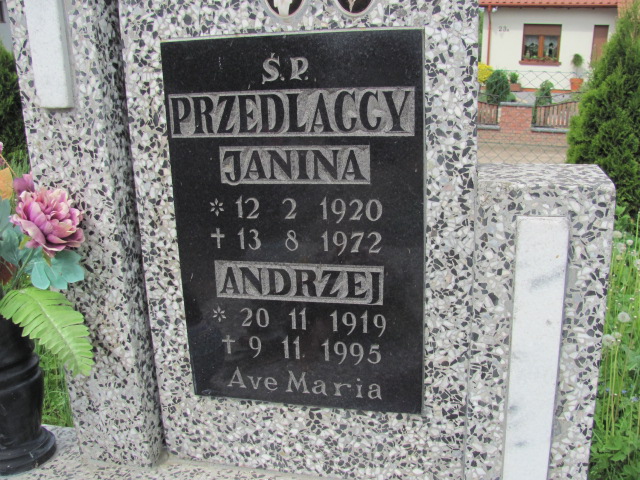 Ś.P.
PRZEDLACCY
JANINA
* 12 2 1920
+ 13 8 1972
ANDRZEJ
* 20 11 1919
+ 9 11 1995
Ave Maria